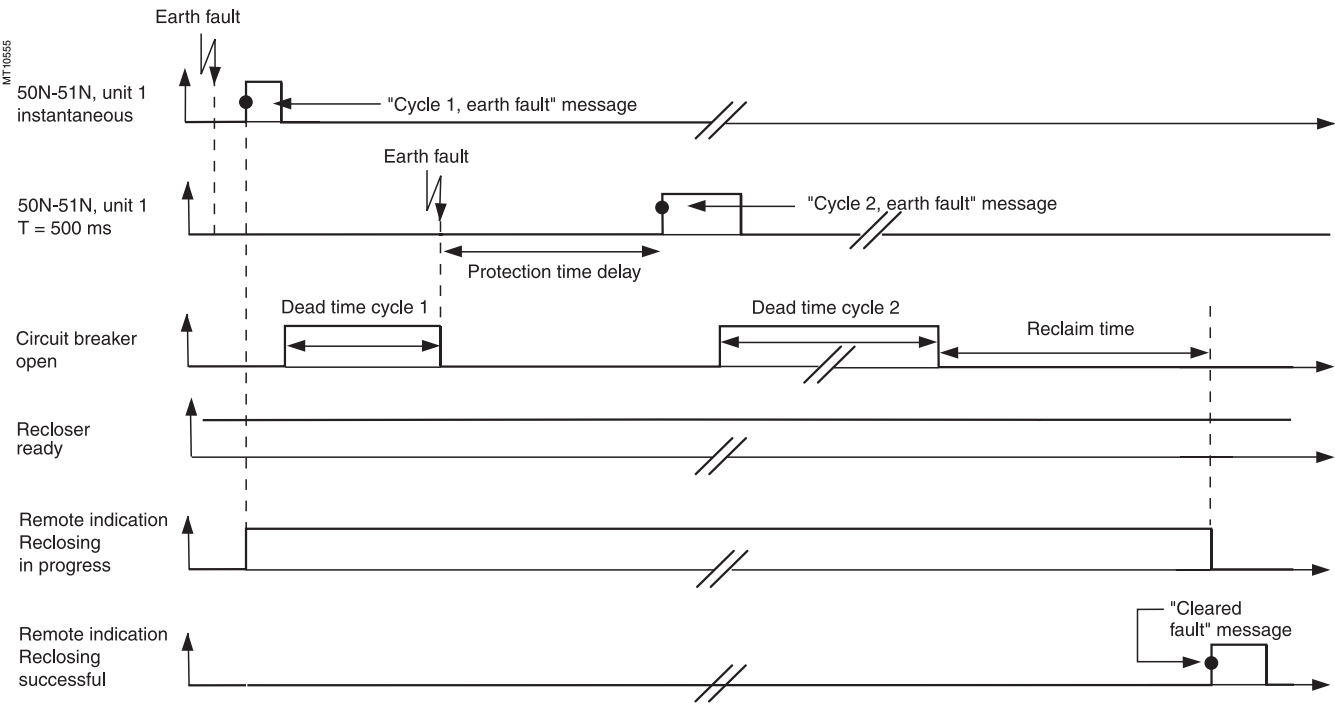 Earth fault
MT10555
50N-51N, unit 1
instantaneous
"Cycle 1, earth fault" message
Earth fault
50N-51N, unit 1
T = 500 ms
"Cycle 2, earth fault" message
Protection time delay
Dead time cycle 1
Dead time cycle 2
Reclaim time
Circuit breaker
open
Recloser
ready
Remote indication
Reclosing
in progress
"Cleared
fault" message
Remote indication
Reclosing
successful